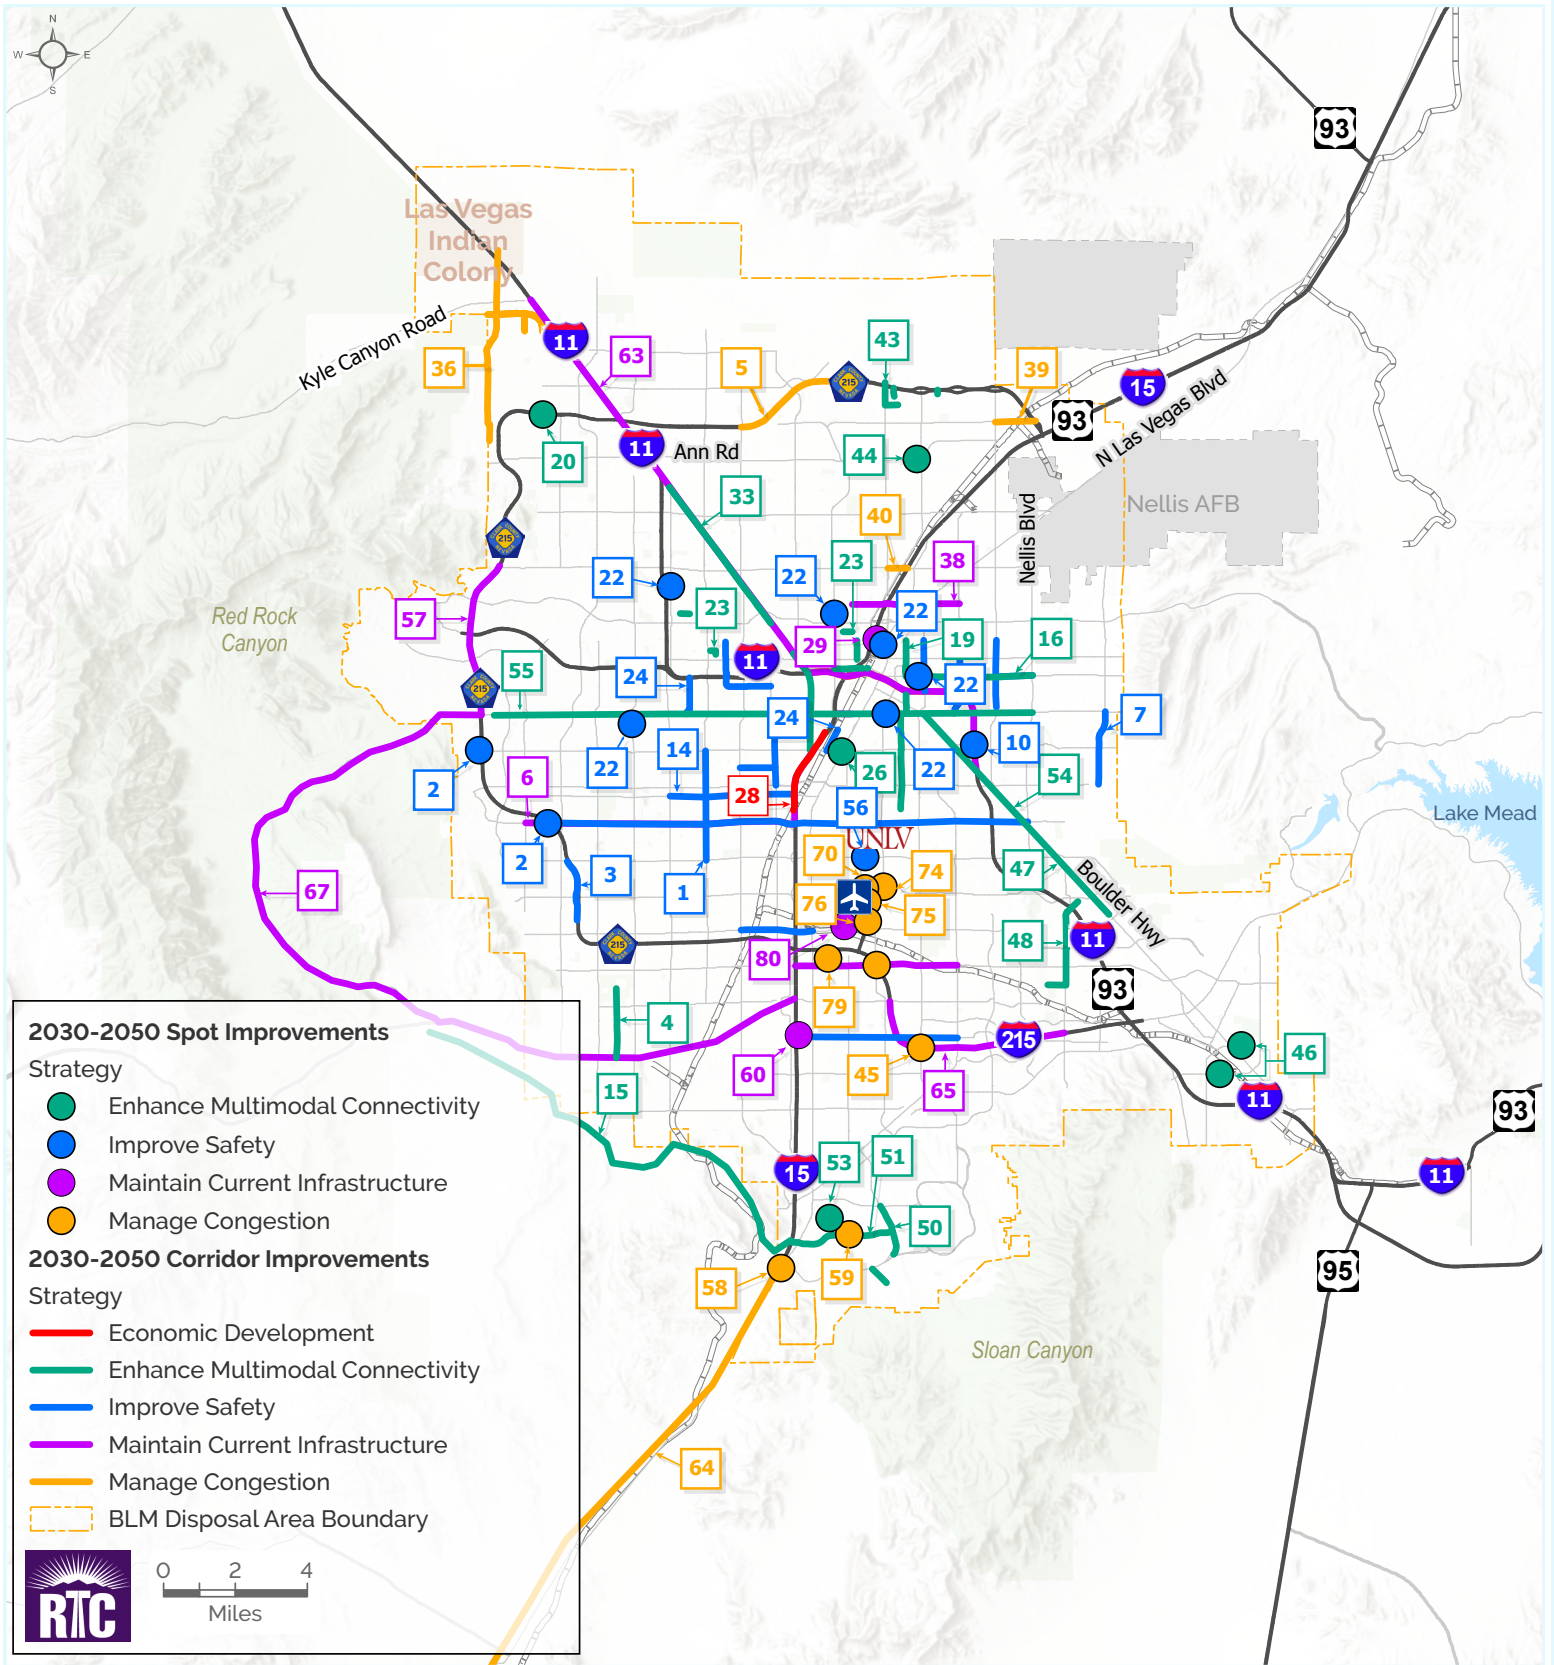 N
W E
S
93
Las Vegas
Indian
Colony
Kyle Canyon Road
11
63
36
5
215
43
39
15
93
N Las Vegas Blvd
20
11
Ann Rd
44
33
40
Nellis Blvd
Nellis AFB
215
22
22
23
38
23
22
57
Red Rock
Canyon
29
19
16
11
55
24
22
215
24
7
22
14
10
2
6
26
22
54
28
56
Lake Mead
UNLV
2
3
1
70
74
47
Boulder Hwy
67
76
75
215
48
11
80
93
79
4
215
60
45
65
46
15
11
93
15
53
51
11
50
58
59
95
Sloan Canyon
64
2030-2050 Spot Improvements
Strategy
Enhance Multimodal Connectivity
Improve Safety
Maintain Current Infrastructure
Manage Congestion
2030-2050 Corridor Improvements
Strategy
Economic Development
Enhance Multimodal Connectivity
Improve Safety
Maintain Current Infrastructure
Manage Congestion
BLM Disposal Area Boundary
RTC
0 2 4
Miles